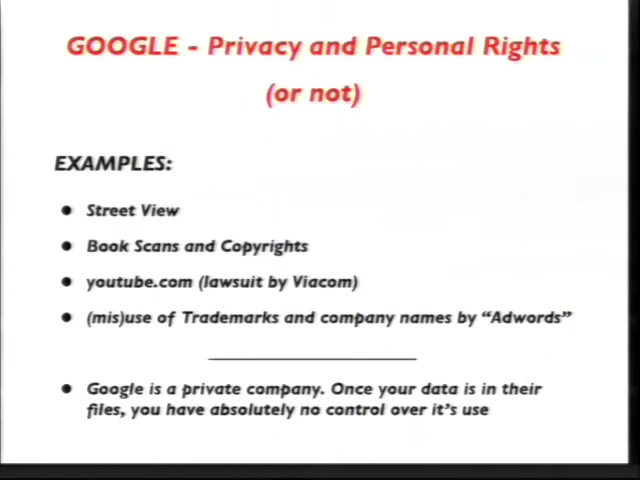 GOOGLE - Privacy and Personal Rights
(or not)
EXAMPLES:
• Street View
• Book Scans and Copyrights
• youtube.com (lawsuit by Viacom)
• (mis)use of Trademarks and company names by “Adwords”
• Google is a private company. Once your data is in their
files, you have absolutely no control over it’s use